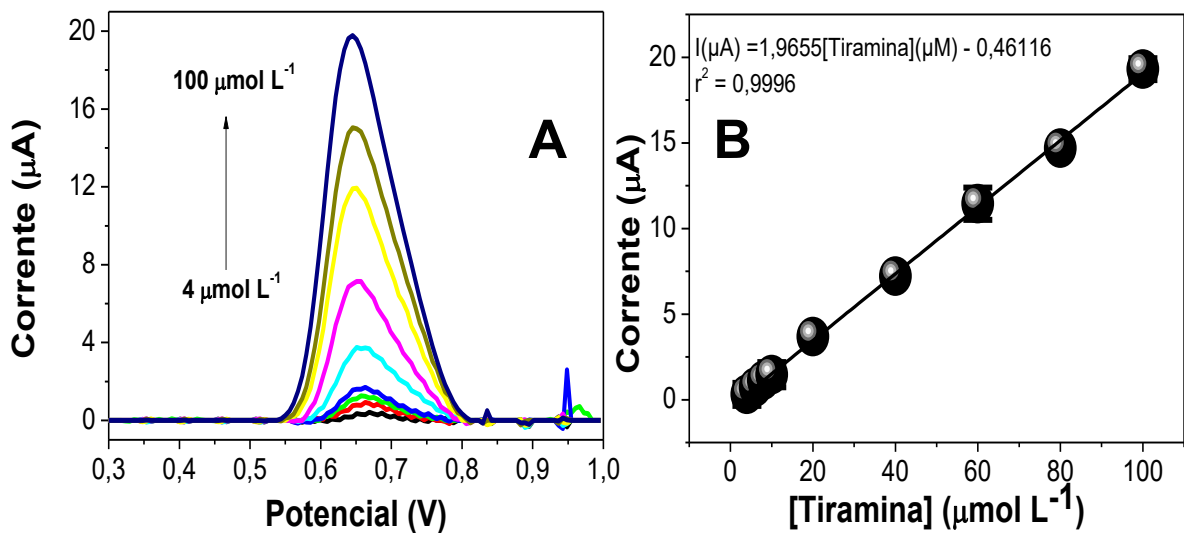 20
16
12
8
4
0
Corrente (µA)
100 µmol L⁻¹
4 µmol L⁻¹
A
0,3 0,4 0,5 0,6 0,7 0,8 0,9 1,0
Potencial (V)
I(µA) =1,9655[Tiramina](µM) - 0,46116
r² = 0,9996
B
20
15
10
5
0
Corrente (µA)
0 20 40 60 80 100
[Tiramina] (µmol L⁻¹)